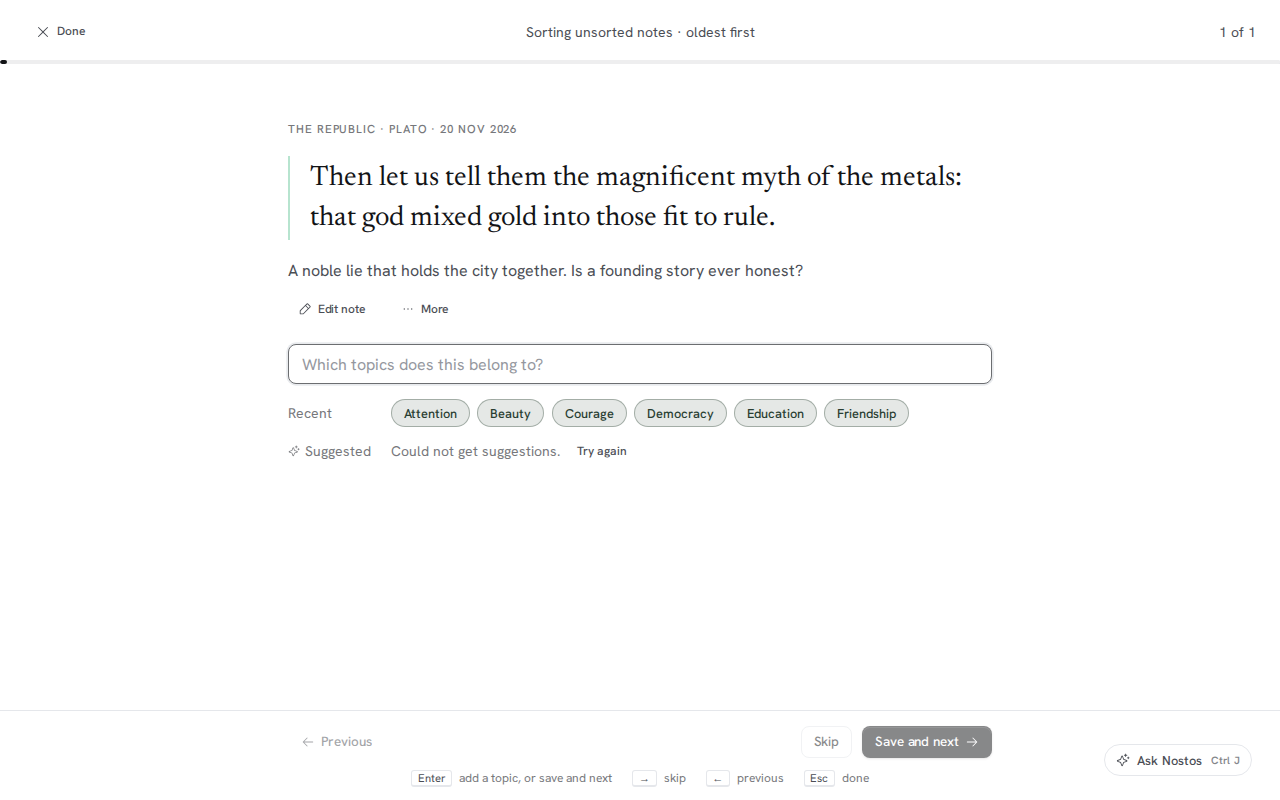 Done
Sorting unsorted notes · oldest first
1 of 1
THE REPUBLIC · PLATO · 20 NOV 2026
Then let us tell them the magnificent myth of the metals:
that god mixed gold into those fit to rule.
A noble lie that holds the city together. Is a founding story ever honest?
Edit note
··· More
Which topics does this belong to?
Recent Attention Beauty Courage Democracy Education Friendship
Suggested Could not get suggestions. Try again
← Previous
Skip
Save and next →
Enter add a topic, or save and next → skip ← previous Esc done
Ask Nostos Ctrl J